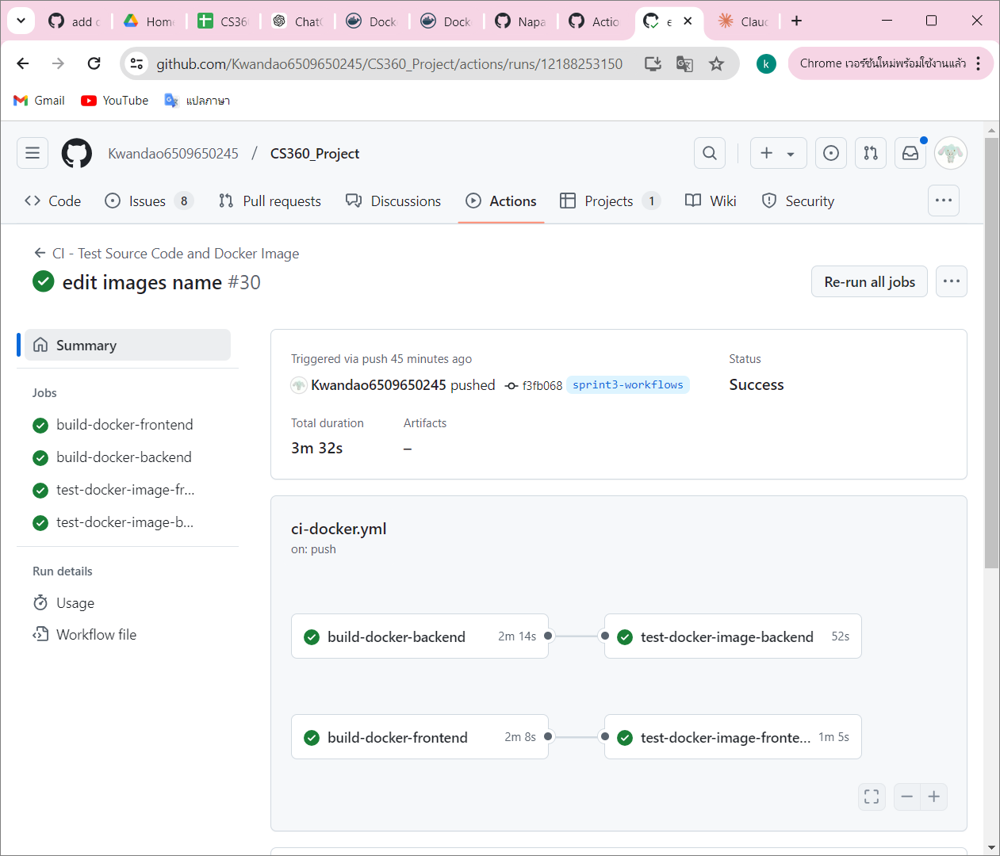 add c
Home
CS360
ChatG
Dock
Dock
Napa
Actio
e
Claud
github.com/Kwandao6509650245/CS360_Project/actions/runs/12188253150
k
Chrome เวอร์ชันใหม่พร้อมใช้งานแล้ว
Gmail
YouTube
แปลภาษา
Kwandao6509650245 / CS360_Project
Code
Issues 8
Pull requests
Discussions
Actions
Projects 1
Wiki
Security
CI - Test Source Code and Docker Image
edit images name #30
Re-run all jobs
Summary
Jobs
build-docker-frontend
build-docker-backend
test-docker-image-fr...
test-docker-image-b...
Run details
Usage
Workflow file
Triggered via push 45 minutes ago
Kwandao6509650245 pushed f3fb068 sprint3-workflows
Status
Success
Total duration
3m 32s
Artifacts
–
ci-docker.yml
on: push
build-docker-backend 2m 14s
test-docker-image-backend 52s
build-docker-frontend 2m 8s
test-docker-image-fronte... 1m 5s